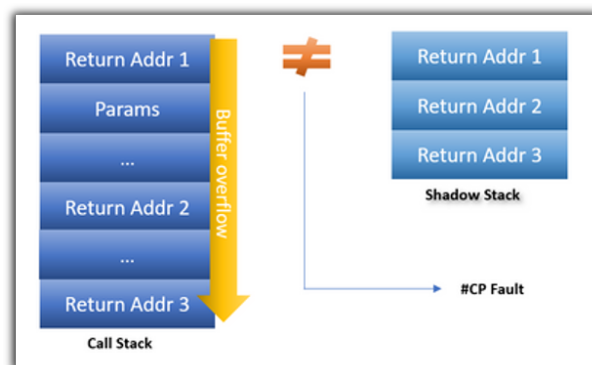 Return Addr 1
Params
...
Return Addr 2
...
Return Addr 3
Call Stack
Buffer overflow
≠
Return Addr 1
Return Addr 2
Return Addr 3
Shadow Stack
#CP Fault